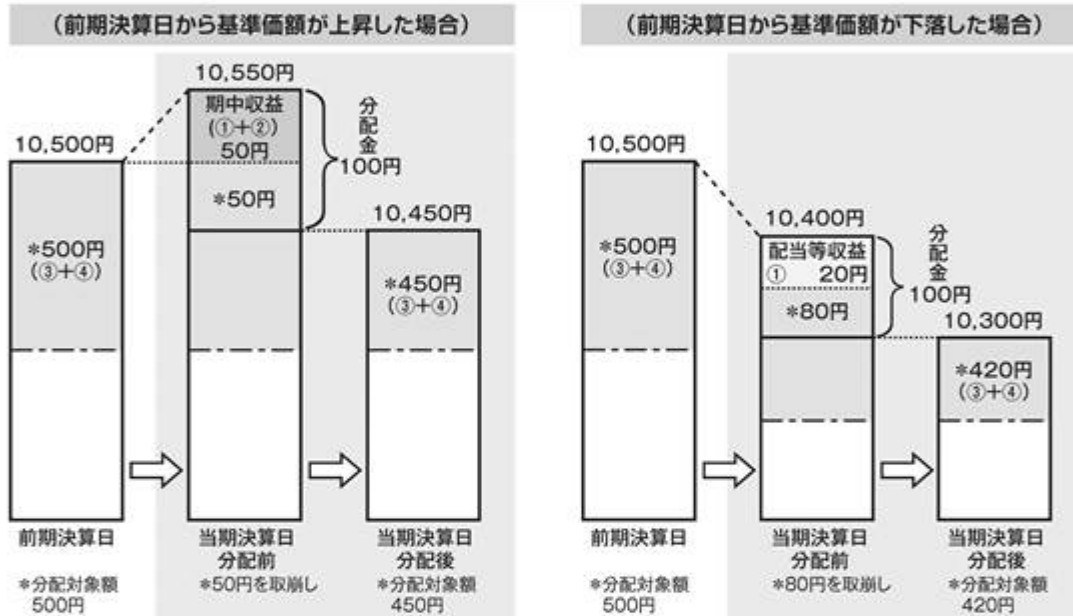 (前期決算日から基準価額が上昇した場合)
10,550円
期中収益
(①+②)
50円
分配金
100円
10,500円
*50円
10,450円
*500円
(③+④)
*450円
(③+④)
前期決算日
当期決算日
分配前
当期決算日
分配後
*分配対象額
500円
*50円を取崩し
*分配対象額
450円
(前期決算日から基準価額が下落した場合)
10,500円
10,400円
配当等収益
① 20円
分配金
100円
*500円
(③+④)
*80円
10,300円
*420円
(③+④)
前期決算日
当期決算日
分配前
当期決算日
分配後
*分配対象額
500円
*80円を取崩し
*分配対象額
420円